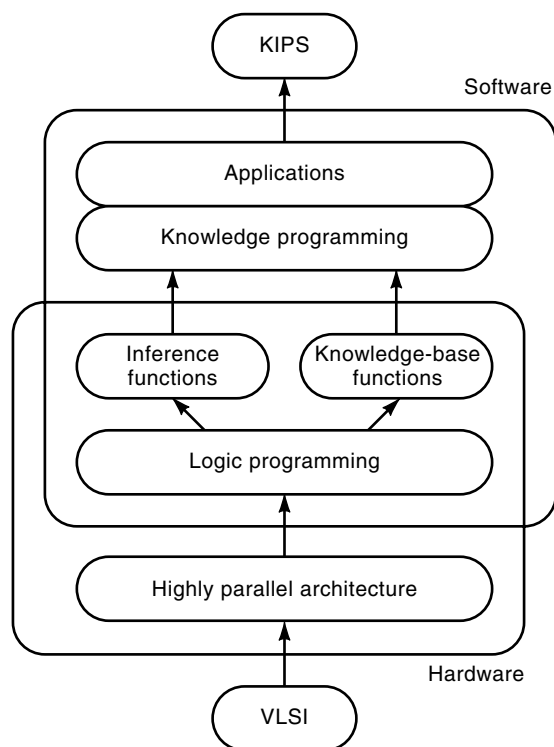 KIPS
Software
Applications
Knowledge programming
Inference
functions
Knowledge-base
functions
Logic programming
Highly parallel architecture
Hardware
VLSI